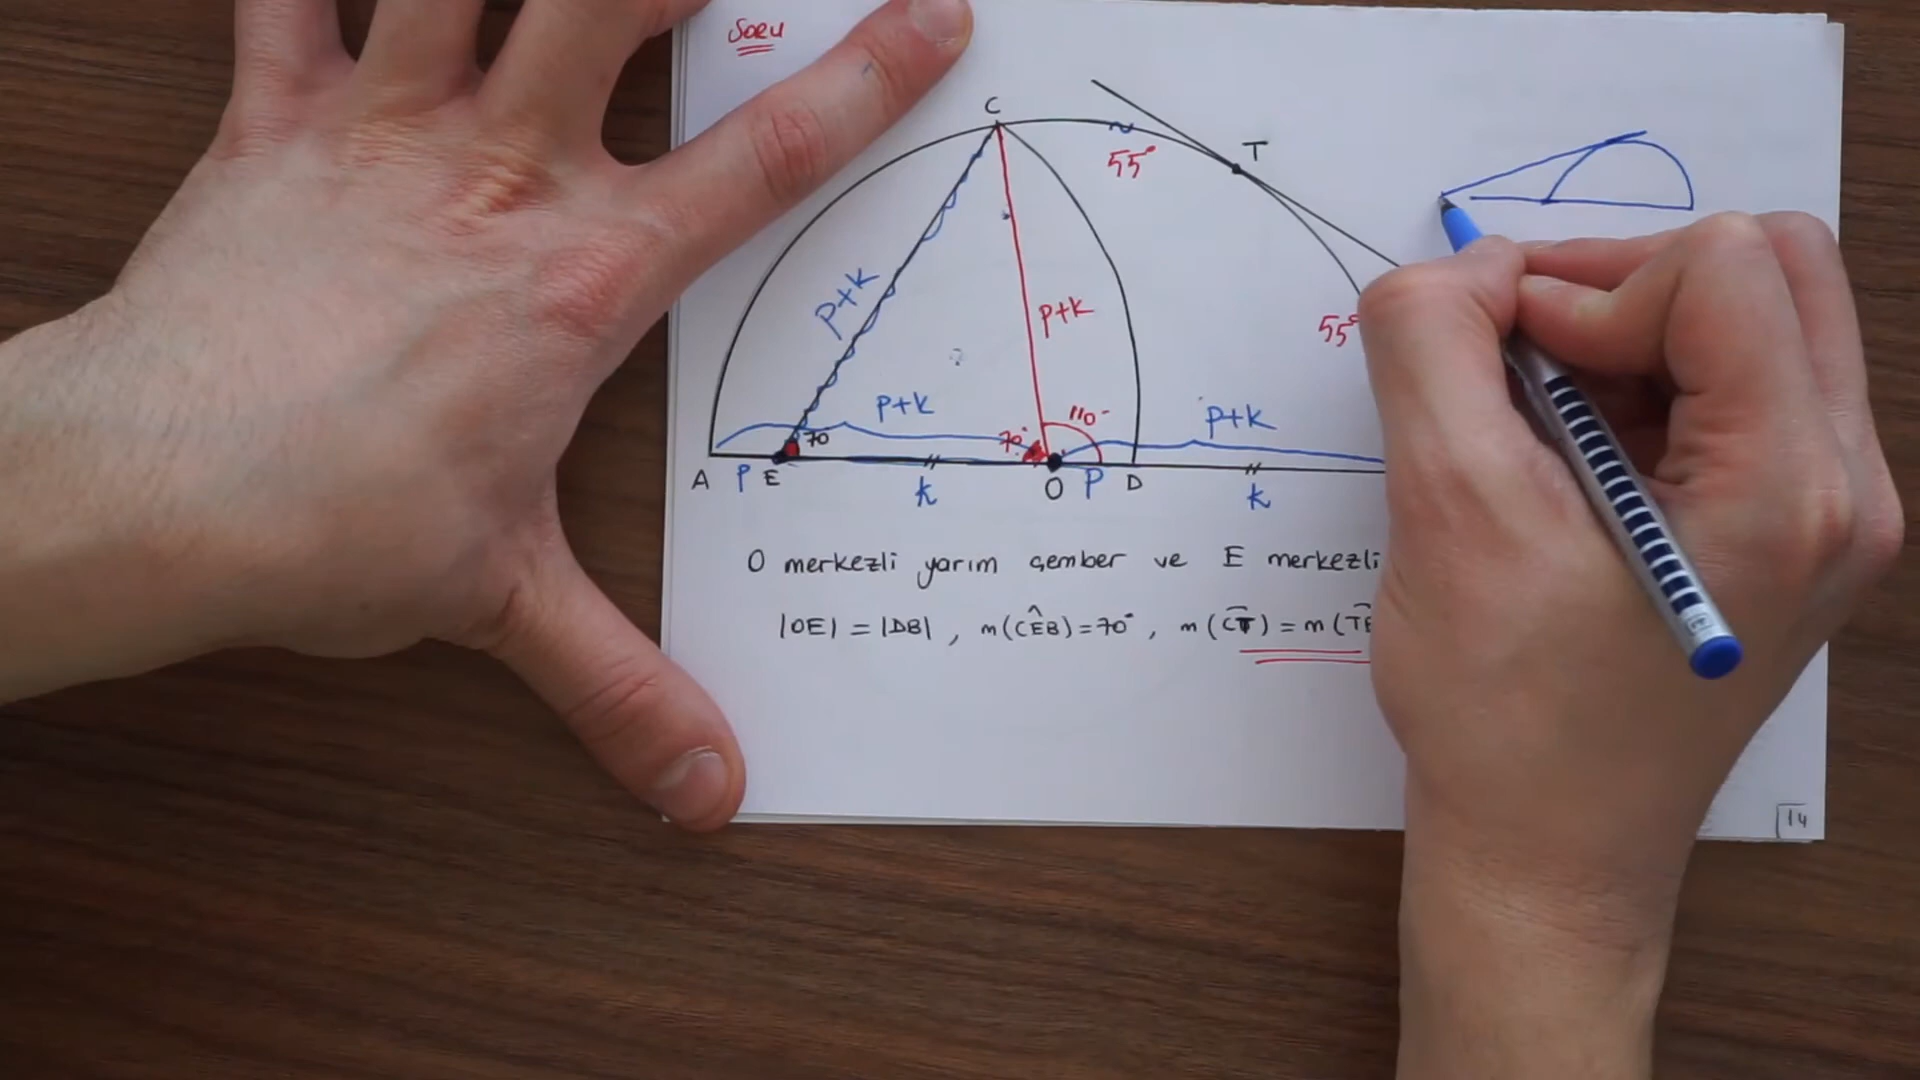 Soru
C
T
55°
55°
p+k
p+k
p+k
p+k
70
70°
110°
A p E k O p D k
O merkezli yarım çember ve E merkezli
|OE| = |DB| , m(CÊB) = 70° , m(CT) = m(T
14